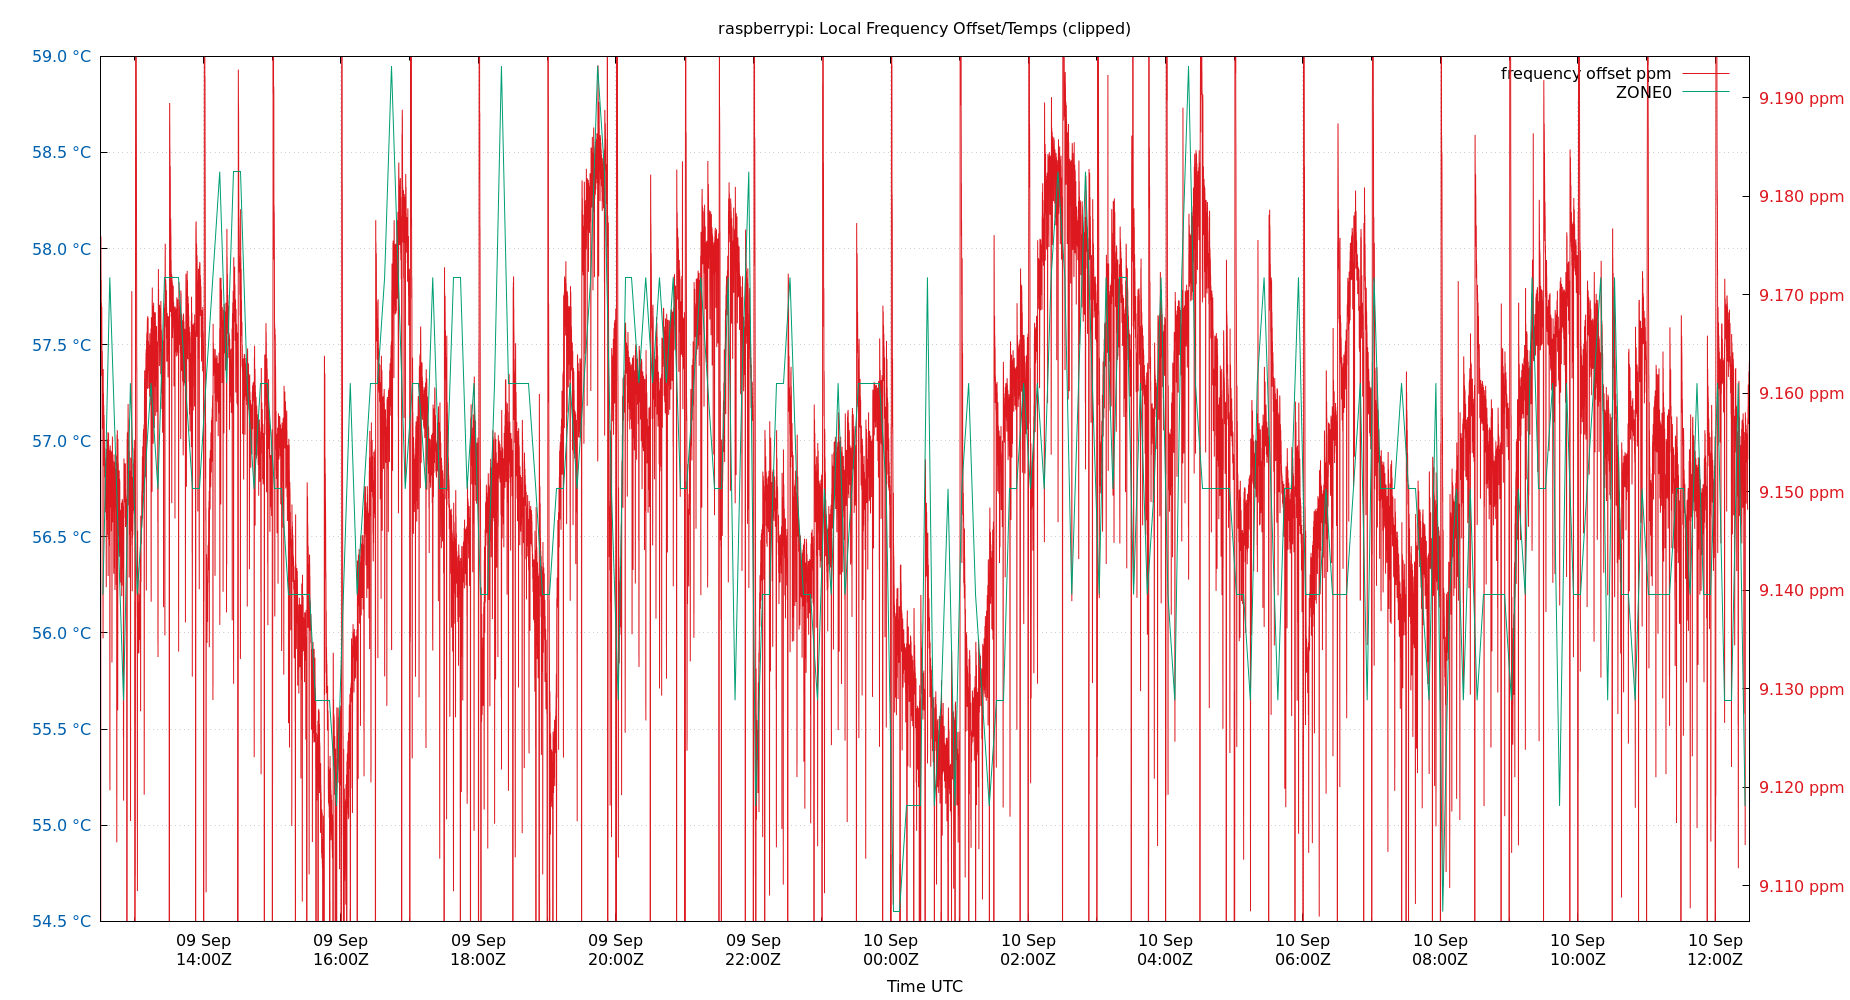 raspberrypi: Local Frequency Offset/Temps (clipped)
59.0 °C
58.5 °C
58.0 °C
57.5 °C
57.0 °C
56.5 °C
56.0 °C
55.5 °C
55.0 °C
54.5 °C
frequency offset ppm
ZONE0
9.190 ppm
9.180 ppm
9.170 ppm
9.160 ppm
9.150 ppm
9.140 ppm
9.130 ppm
9.120 ppm
9.110 ppm
09 Sep 09 Sep 09 Sep 09 Sep 09 Sep 10 Sep 10 Sep 10 Sep 10 Sep 10 Sep 10 Sep 10 Sep
14:00Z 16:00Z 18:00Z 20:00Z 22:00Z 00:00Z 02:00Z 04:00Z 06:00Z 08:00Z 10:00Z 12:00Z
Time UTC